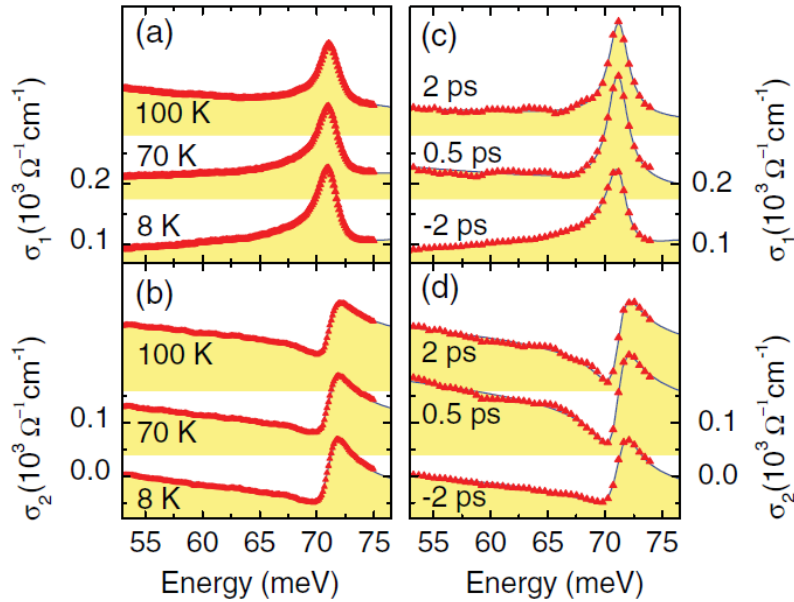 (a)
100 K
70 K
8 K
0.2
0.1
σ₁(10³ Ω⁻¹cm⁻¹)
(c)
2 ps
0.5 ps
-2 ps
0.2
0.1
σ₁(10³ Ω⁻¹cm⁻¹)
(b)
100 K
70 K
8 K
0.1
0.0
σ₂(10³ Ω⁻¹cm⁻¹)
55 60 65 70 75
Energy (meV)
(d)
2 ps
0.5 ps
-2 ps
0.1
0.0
σ₂(10³ Ω⁻¹cm⁻¹)
55 60 65 70 75
Energy (meV)